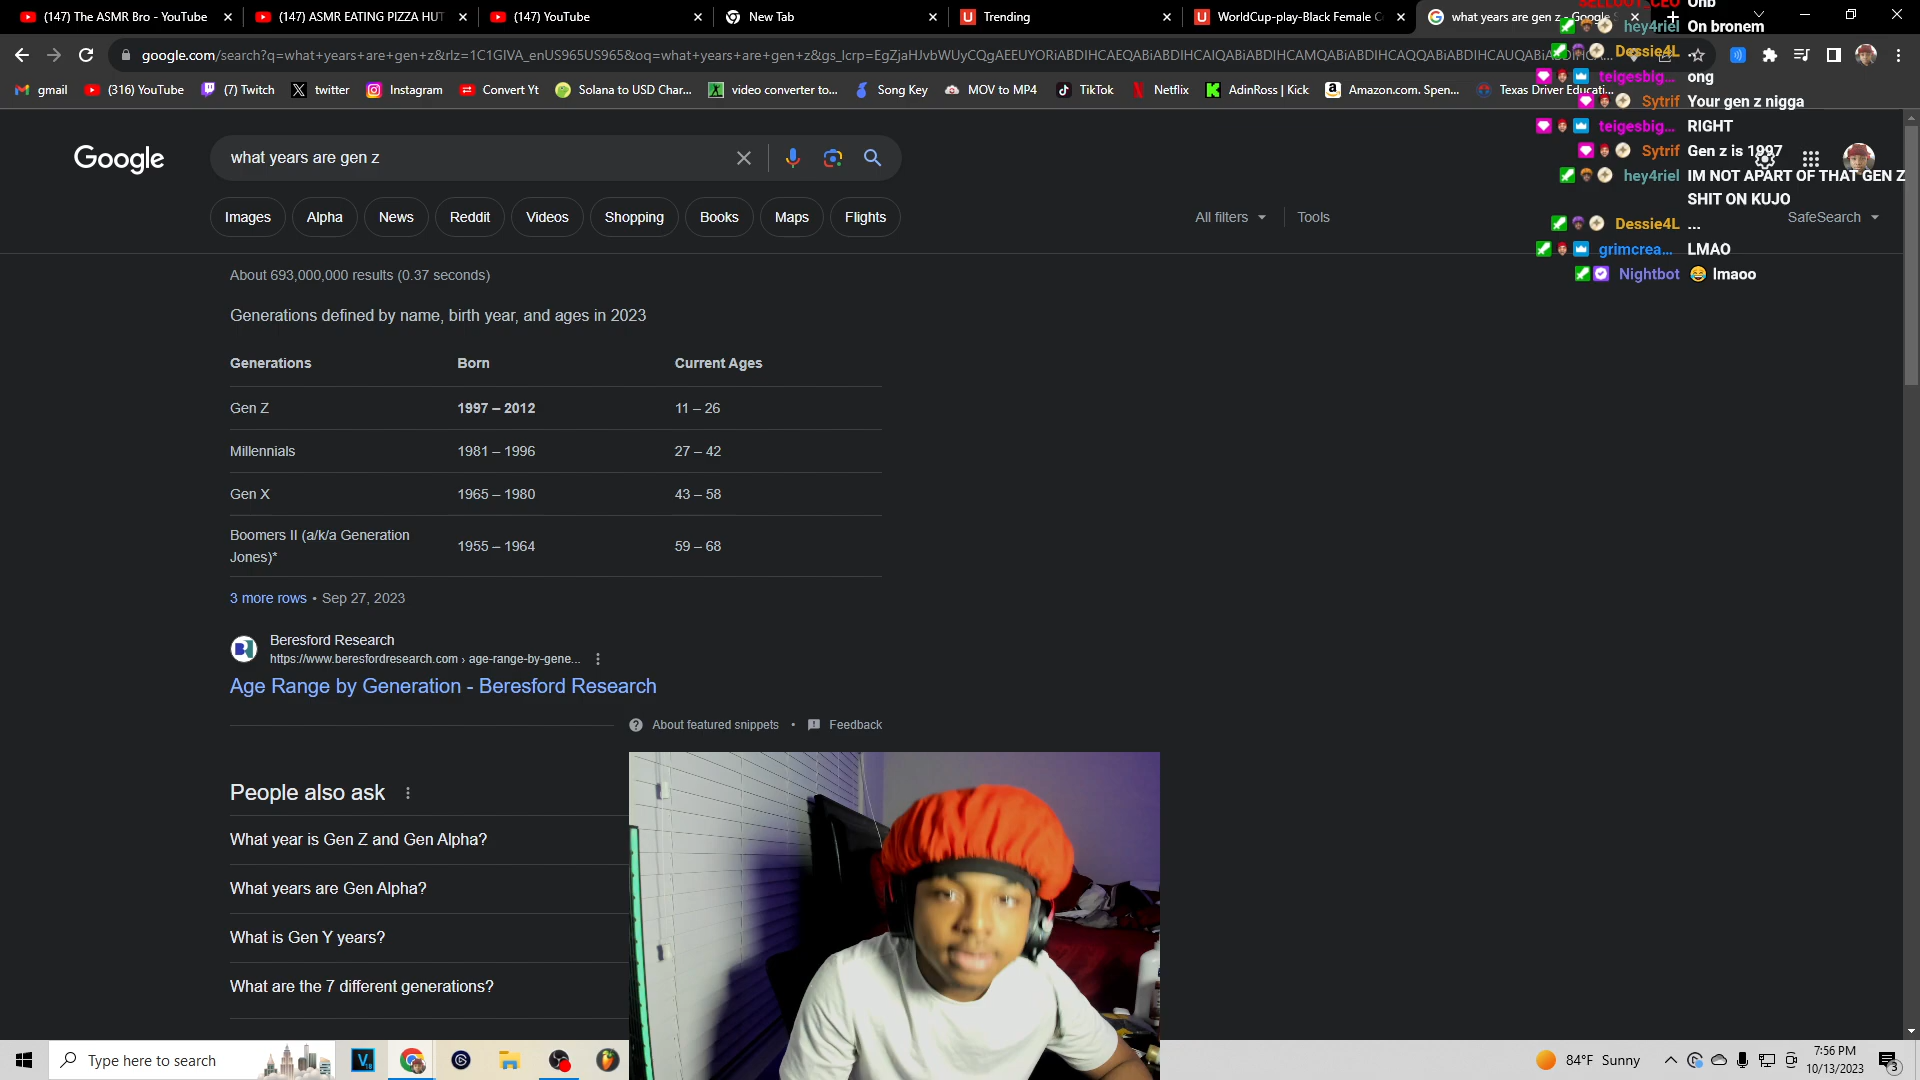 (147) The ASMR Bro - YouTube
(147) ASMR EATING PIZZA HUT
(147) YouTube
New Tab
Trending
WorldCup-play-Black Female C
what years are gen z - Google S
google.com/search?q=what+years+are+gen+z&rlz=1C1GIVA_enUS965US965&oq=what+years+are+gen+z&gs_lcrp=EgZjaHJvbWUyCQgAEEUYORiABDIHCAEQABiABDIHCAIQABiABDIHCAMQABiABDIHCAQQABiABDIHCAUQABiABDIHCA...
gmail
(316) YouTube
(7) Twitch
twitter
Instagram
Convert Yt
Solana to USD Char...
video converter to...
Song Key
MOV to MP4
TikTok
Netflix
AdinRoss | Kick
Amazon.com. Spen...
Texas Driver Educati...
SELLOUT_CEO Onb
hey4riel On bronem
Dessie4L
teigesbig... ong
Sytrif Your gen z nigga
teigesbig... RIGHT
Sytrif Gen z is 1997
hey4riel IM NOT APART OF THAT GEN Z
SHIT ON KUJO
Dessie4L ...
grimcrea... LMAO
Nightbot 😂 lmaoo
Google
what years are gen z
Images
Alpha
News
Reddit
Videos
Shopping
Books
Maps
Flights
All filters
Tools
SafeSearch
About 693,000,000 results (0.37 seconds)
Generations defined by name, birth year, and ages in 2023
Generations Born Current Ages
Gen Z 1997 – 2012 11 – 26
Millennials 1981 – 1996 27 – 42
Gen X 1965 – 1980 43 – 58
Boomers II (a/k/a Generation
Jones)* 1955 – 1964 59 – 68
3 more rows • Sep 27, 2023
Beresford Research
https://www.beresfordresearch.com › age-range-by-gene...
Age Range by Generation - Beresford Research
About featured snippets • Feedback
People also ask
What year is Gen Z and Gen Alpha?
What years are Gen Alpha?
What is Gen Y years?
What are the 7 different generations?
Type here to search
84°F Sunny
7:56 PM
10/13/2023
3